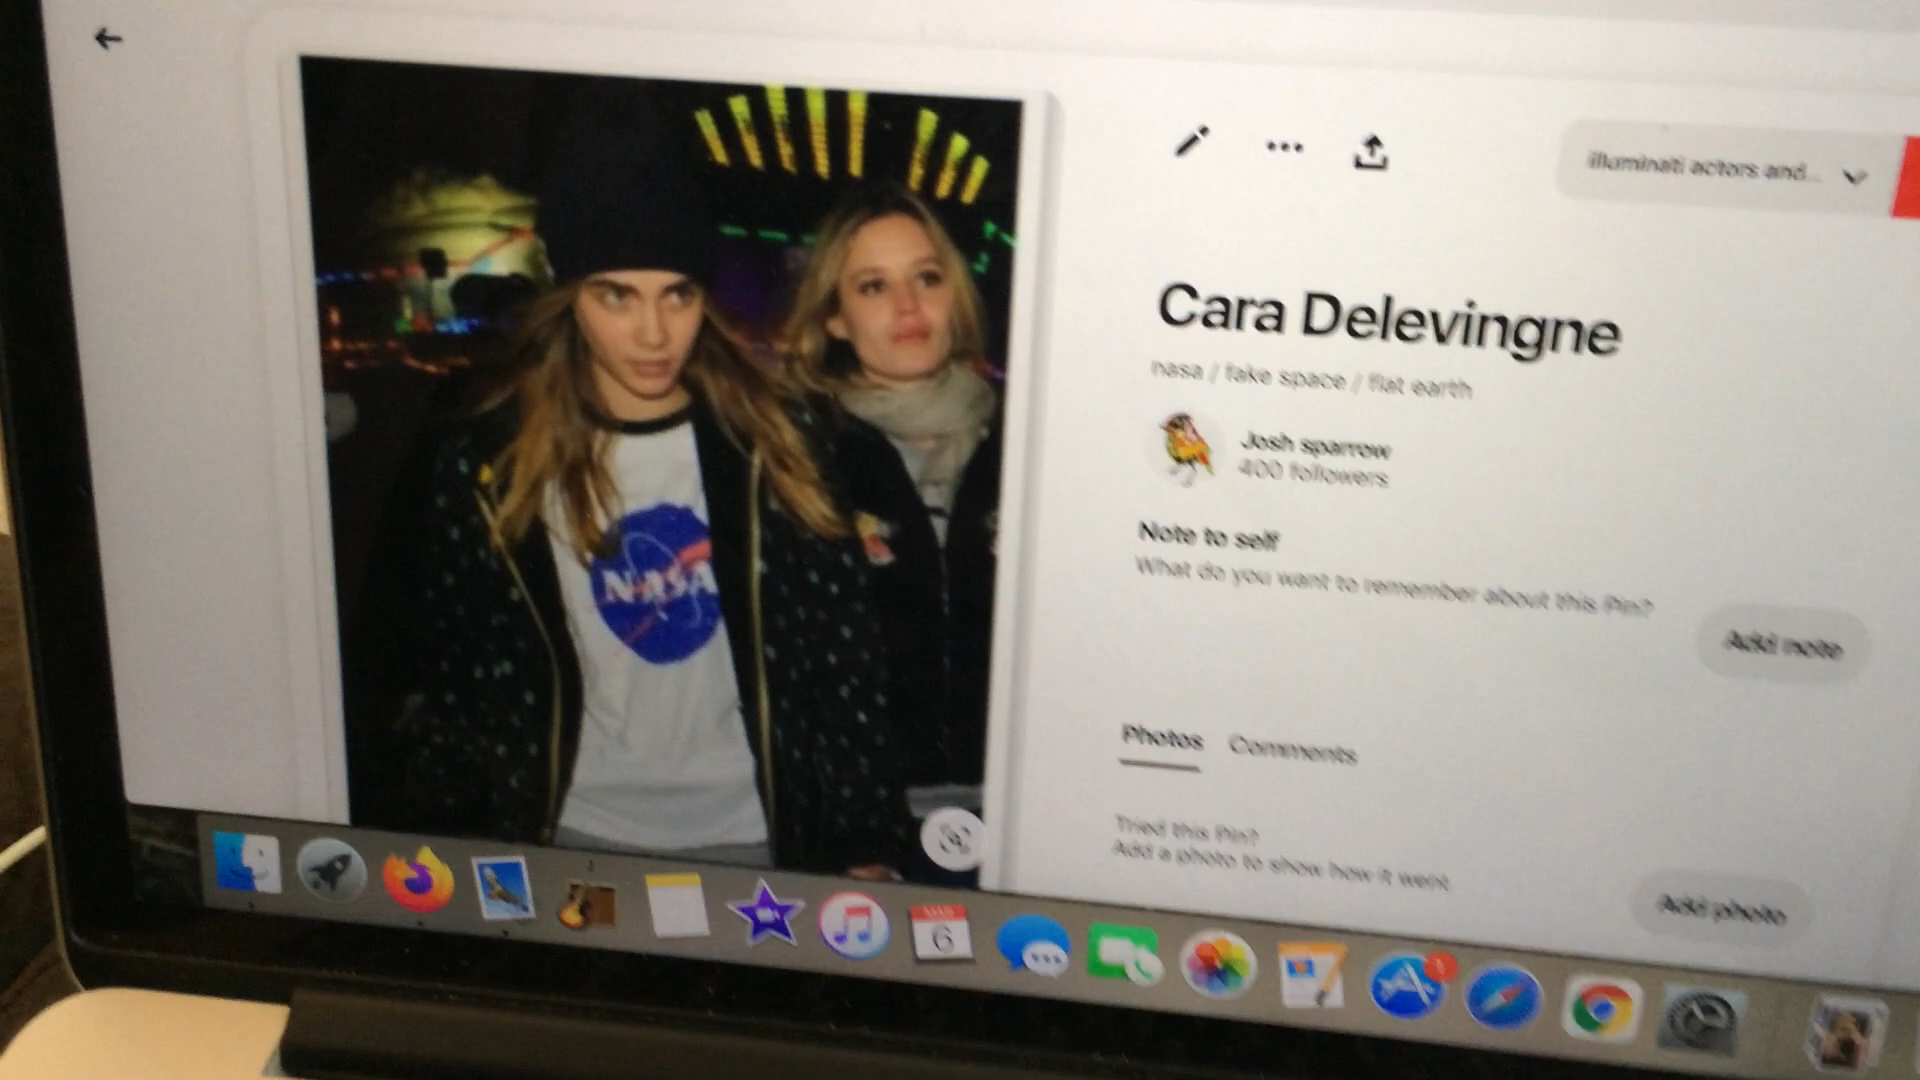 illuminati actors and...
Cara Delevingne
nasa / fake space / flat earth
Josh sparrow
400 followers
Note to self
What do you want to remember about this Pin?
Add note
NASA
Photos Comments
Tried this Pin?
Add a photo to show how it went
Add photo
6